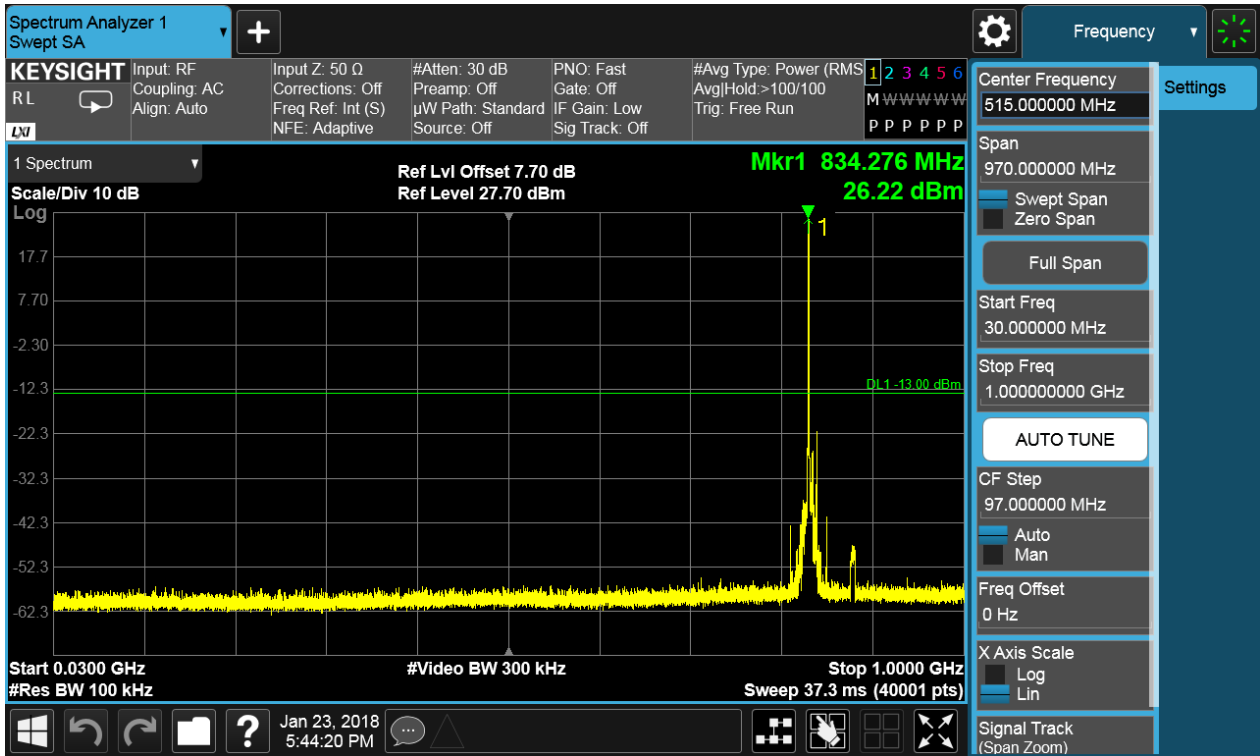 Spectrum Analyzer 1
Swept SA
Frequency
KEYSIGHT
RL
LXI
Input: RF
Coupling: AC
Align: Auto
Input Z: 50 Ω
Corrections: Off
Freq Ref: Int (S)
NFE: Adaptive
#Atten: 30 dB
Preamp: Off
µW Path: Standard
Source: Off
PNO: Fast
Gate: Off
IF Gain: Low
Sig Track: Off
#Avg Type: Power (RMS
Avg|Hold:>100/100
Trig: Free Run
1 2 3 4 5 6
M W W W W W
P P P P P P
1 Spectrum
Scale/Div 10 dB
Ref Lvl Offset 7.70 dB
Ref Level 27.70 dBm
Mkr1 834.276 MHz
26.22 dBm
Log
1
17.7
7.70
-2.30
-12.3
DL1 -13.00 dBm
-22.3
-32.3
-42.3
-52.3
-62.3
Start 0.0300 GHz
#Video BW 300 kHz
Stop 1.0000 GHz
#Res BW 100 kHz
Sweep 37.3 ms (40001 pts)
Center Frequency
515.000000 MHz
Settings
Span
970.000000 MHz
Swept Span
Zero Span
Full Span
Start Freq
30.000000 MHz
Stop Freq
1.000000000 GHz
AUTO TUNE
CF Step
97.000000 MHz
Auto
Man
Freq Offset
0 Hz
X Axis Scale
Log
Lin
Signal Track
(Span Zoom)
?
Jan 23, 2018
5:44:20 PM